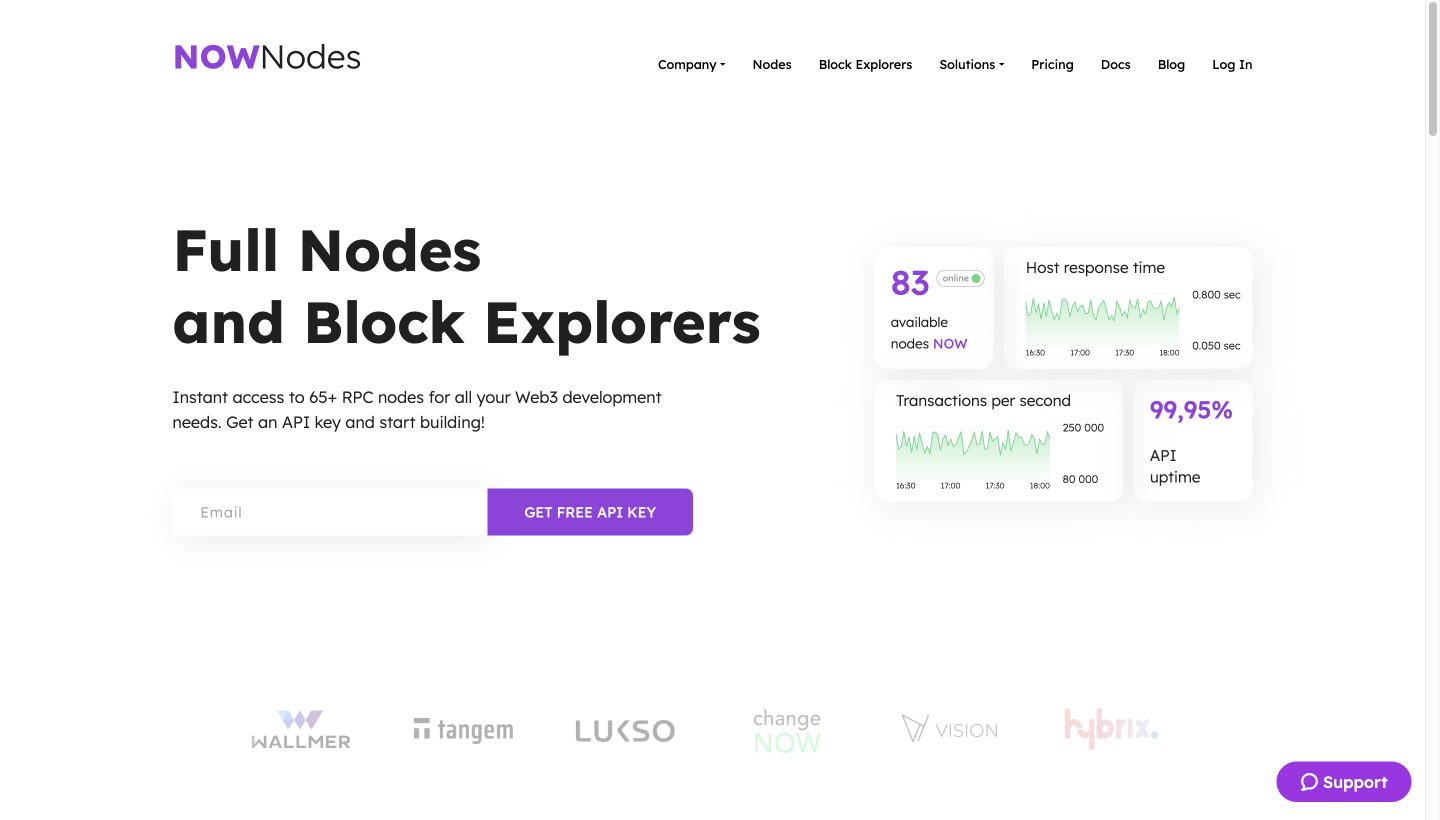 NOWNodes
Company
Nodes
Block Explorers
Solutions
Pricing
Docs
Blog
Log In
Full Nodes
and Block Explorers
Instant access to 65+ RPC nodes for all your Web3 development
needs. Get an API key and start building!
Email
GET FREE API KEY
83
online
available
nodes NOW
Host response time
0.800 sec
0.050 sec
16:30 17:00 17:30 18:00
Transactions per second
250 000
80 000
16:30 17:00 17:30 18:00
99,95%
API
uptime
WALLMER
tangem
LUKSO
change
NOW
VISION
hybrix.
Support